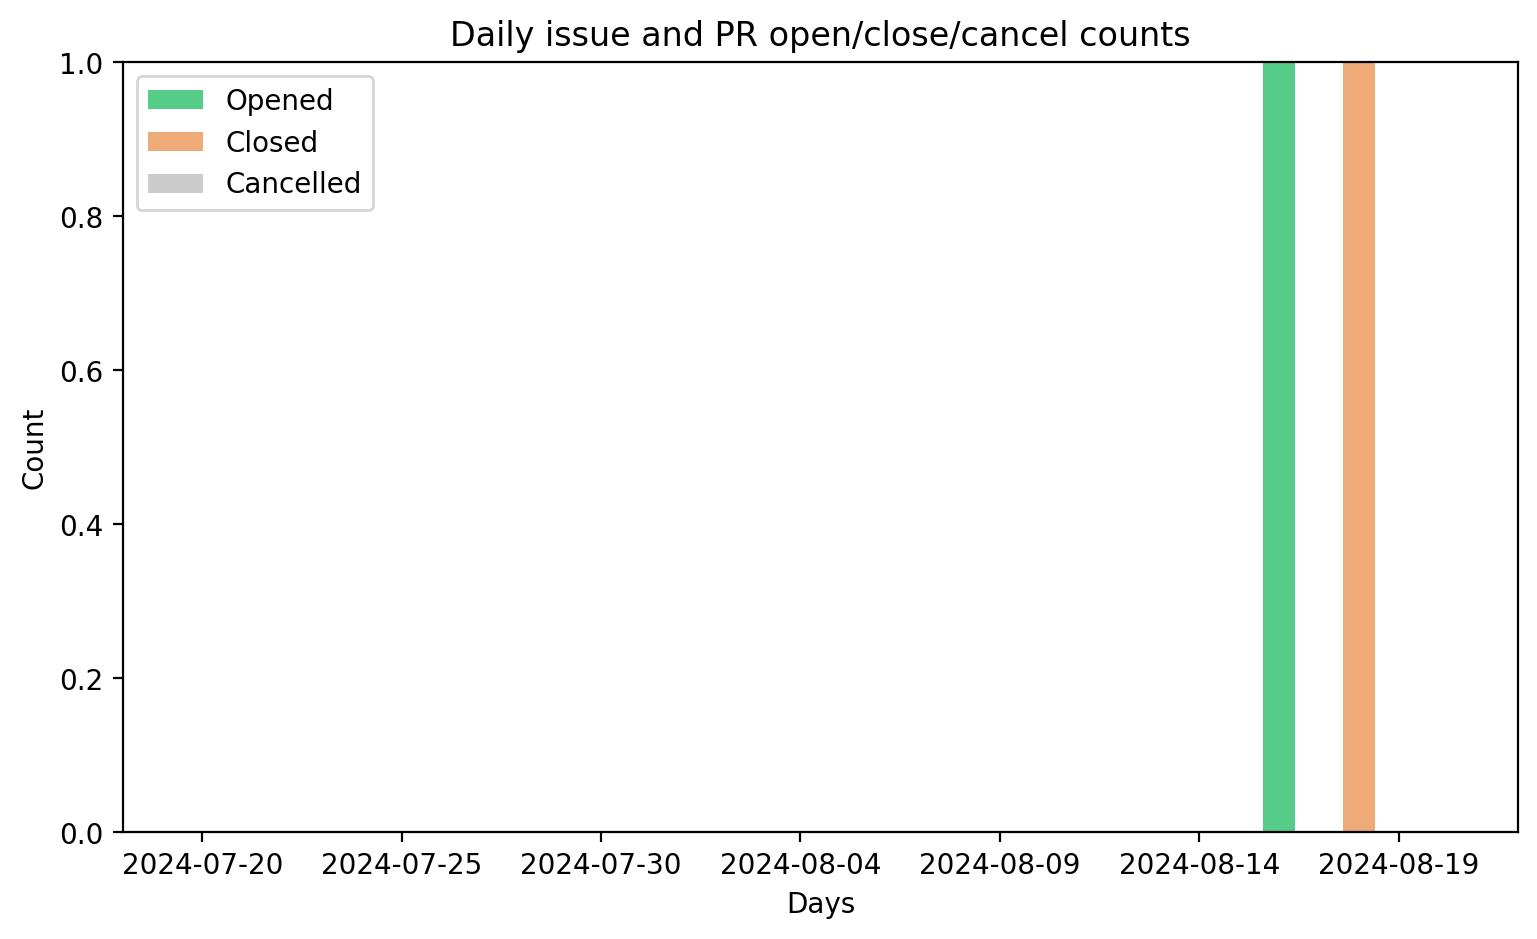 Daily issue and PR open/close/cancel counts
Opened
Closed
Cancelled
1.0
0.8
0.6
0.4
0.2
0.0
Count
2024-07-20 2024-07-25 2024-07-30 2024-08-04 2024-08-09 2024-08-14 2024-08-19
Days